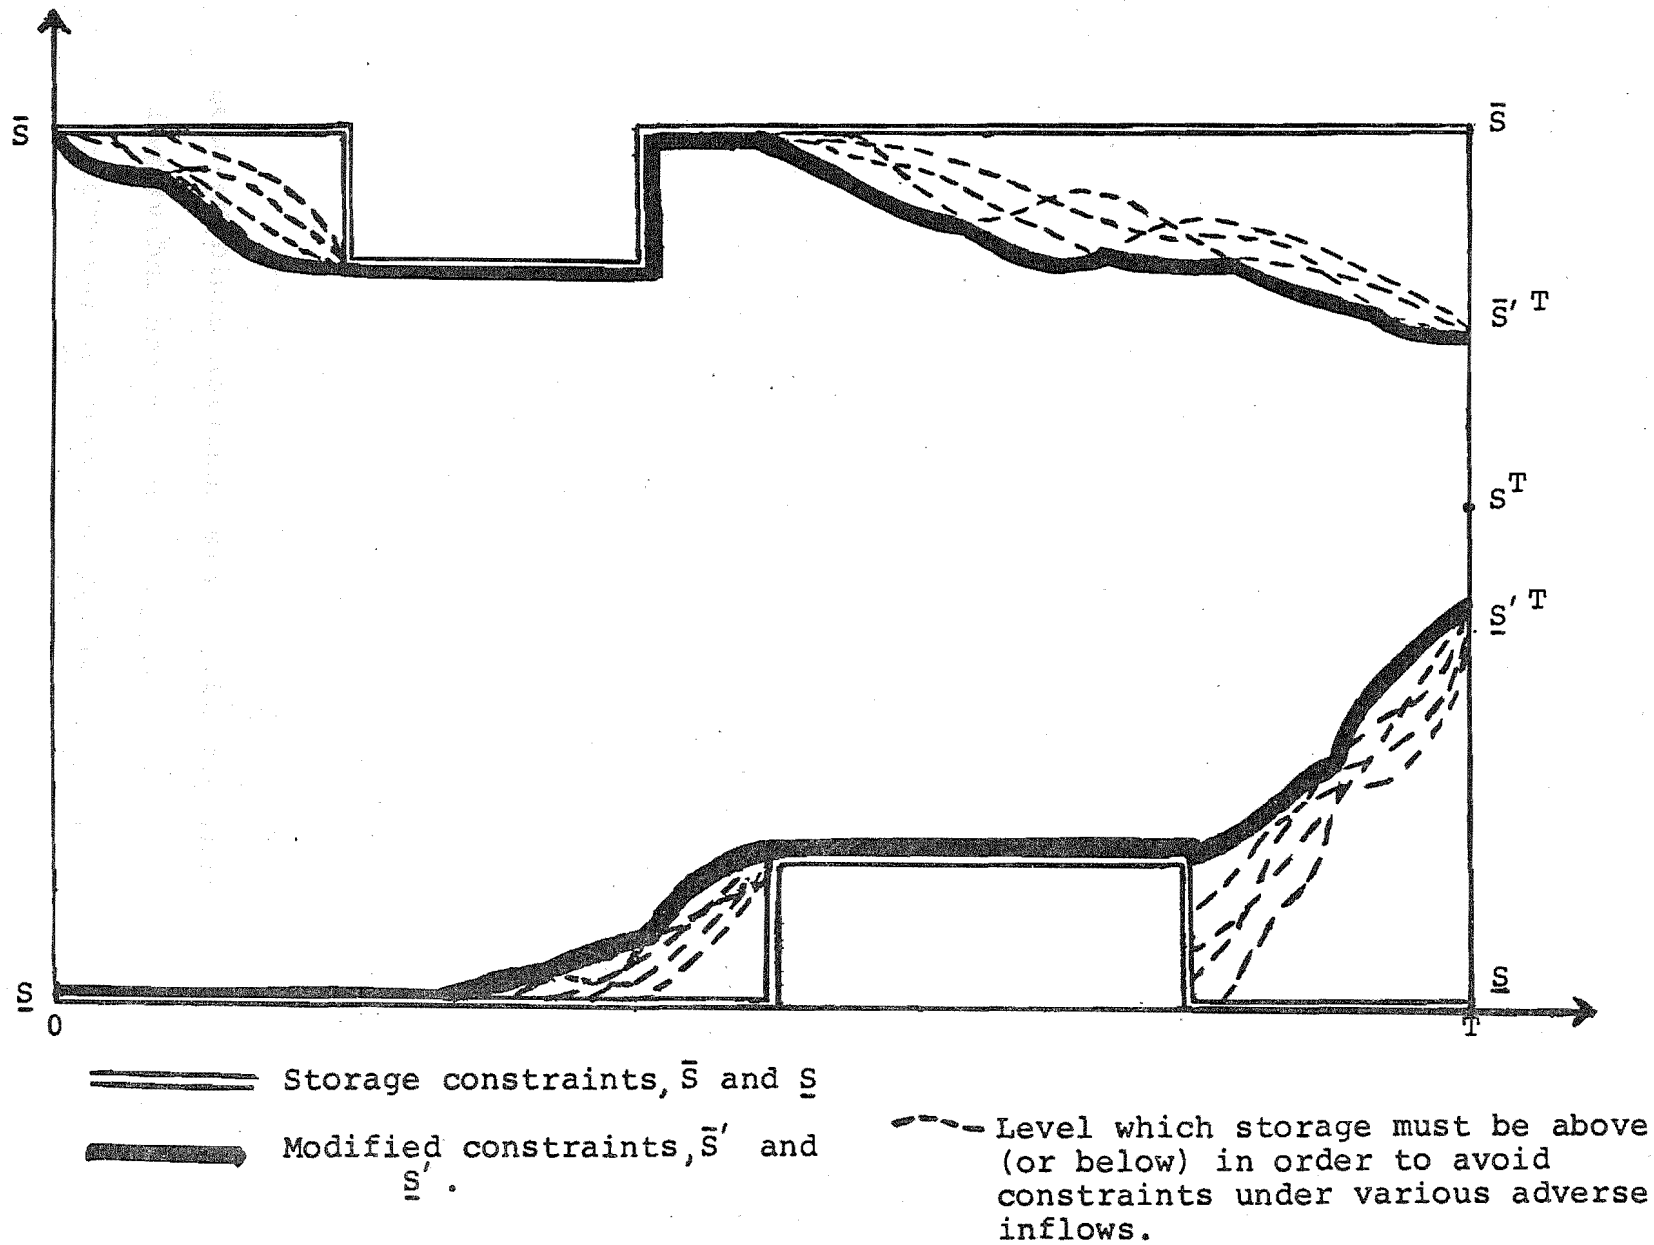 S̄
S̄
S̄′ T
Sᵀ
S̲′ T
S̲
S̲
0
T
Storage constraints, S̄ and S̲
Modified constraints, S̄′ and
S̲′ .
Level which storage must be above
(or below) in order to avoid
constraints under various adverse
inflows.